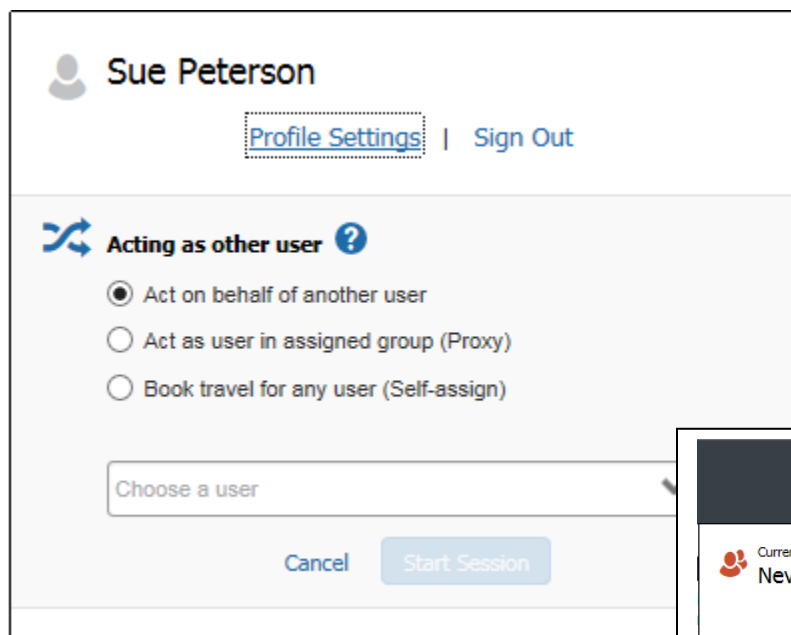 Sue Peterson
Profile Settings | Sign Out
Acting as other user ?
Act on behalf of another user
Act as user in assigned group (Proxy)
Book travel for any user (Self-assign)
Choose a user
Cancel Start Session